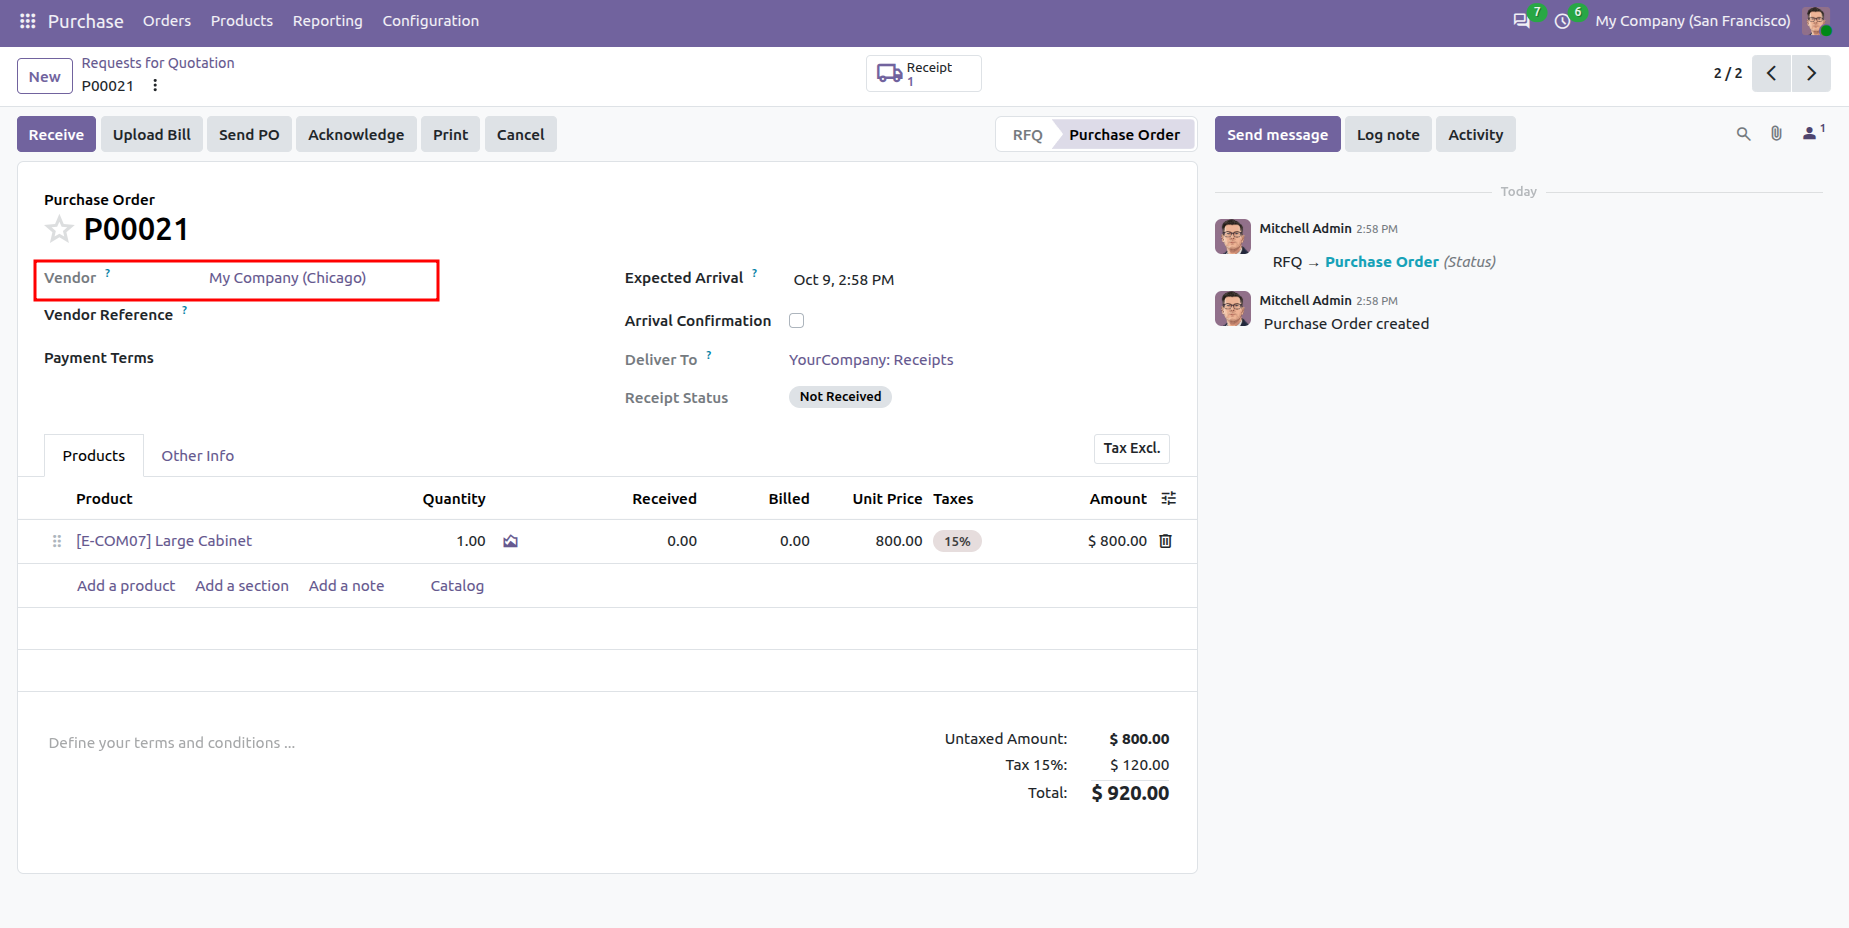 Purchase Orders Products Reporting Configuration 7 6 My Company (San Francisco)
New Requests for Quotation
P00021
Receipt
1
2 / 2
Receive Upload Bill Send PO Acknowledge Print Cancel RFQ Purchase Order Send message Log note Activity 1
Today
Purchase Order
P00021
Mitchell Admin 2:58 PM
RFQ → Purchase Order (Status)
Mitchell Admin 2:58 PM
Purchase Order created
Vendor ? My Company (Chicago)
Vendor Reference ?
Payment Terms
Expected Arrival ? Oct 9, 2:58 PM
Arrival Confirmation
Deliver To ? YourCompany: Receipts
Receipt Status Not Received
Products Other Info Tax Excl.
Product Quantity Received Billed Unit Price Taxes Amount
[E-COM07] Large Cabinet 1.00 0.00 0.00 800.00 15% $ 800.00
Add a product Add a section Add a note Catalog
Define your terms and conditions ...
Untaxed Amount: $ 800.00
Tax 15%: $ 120.00
Total: $ 920.00